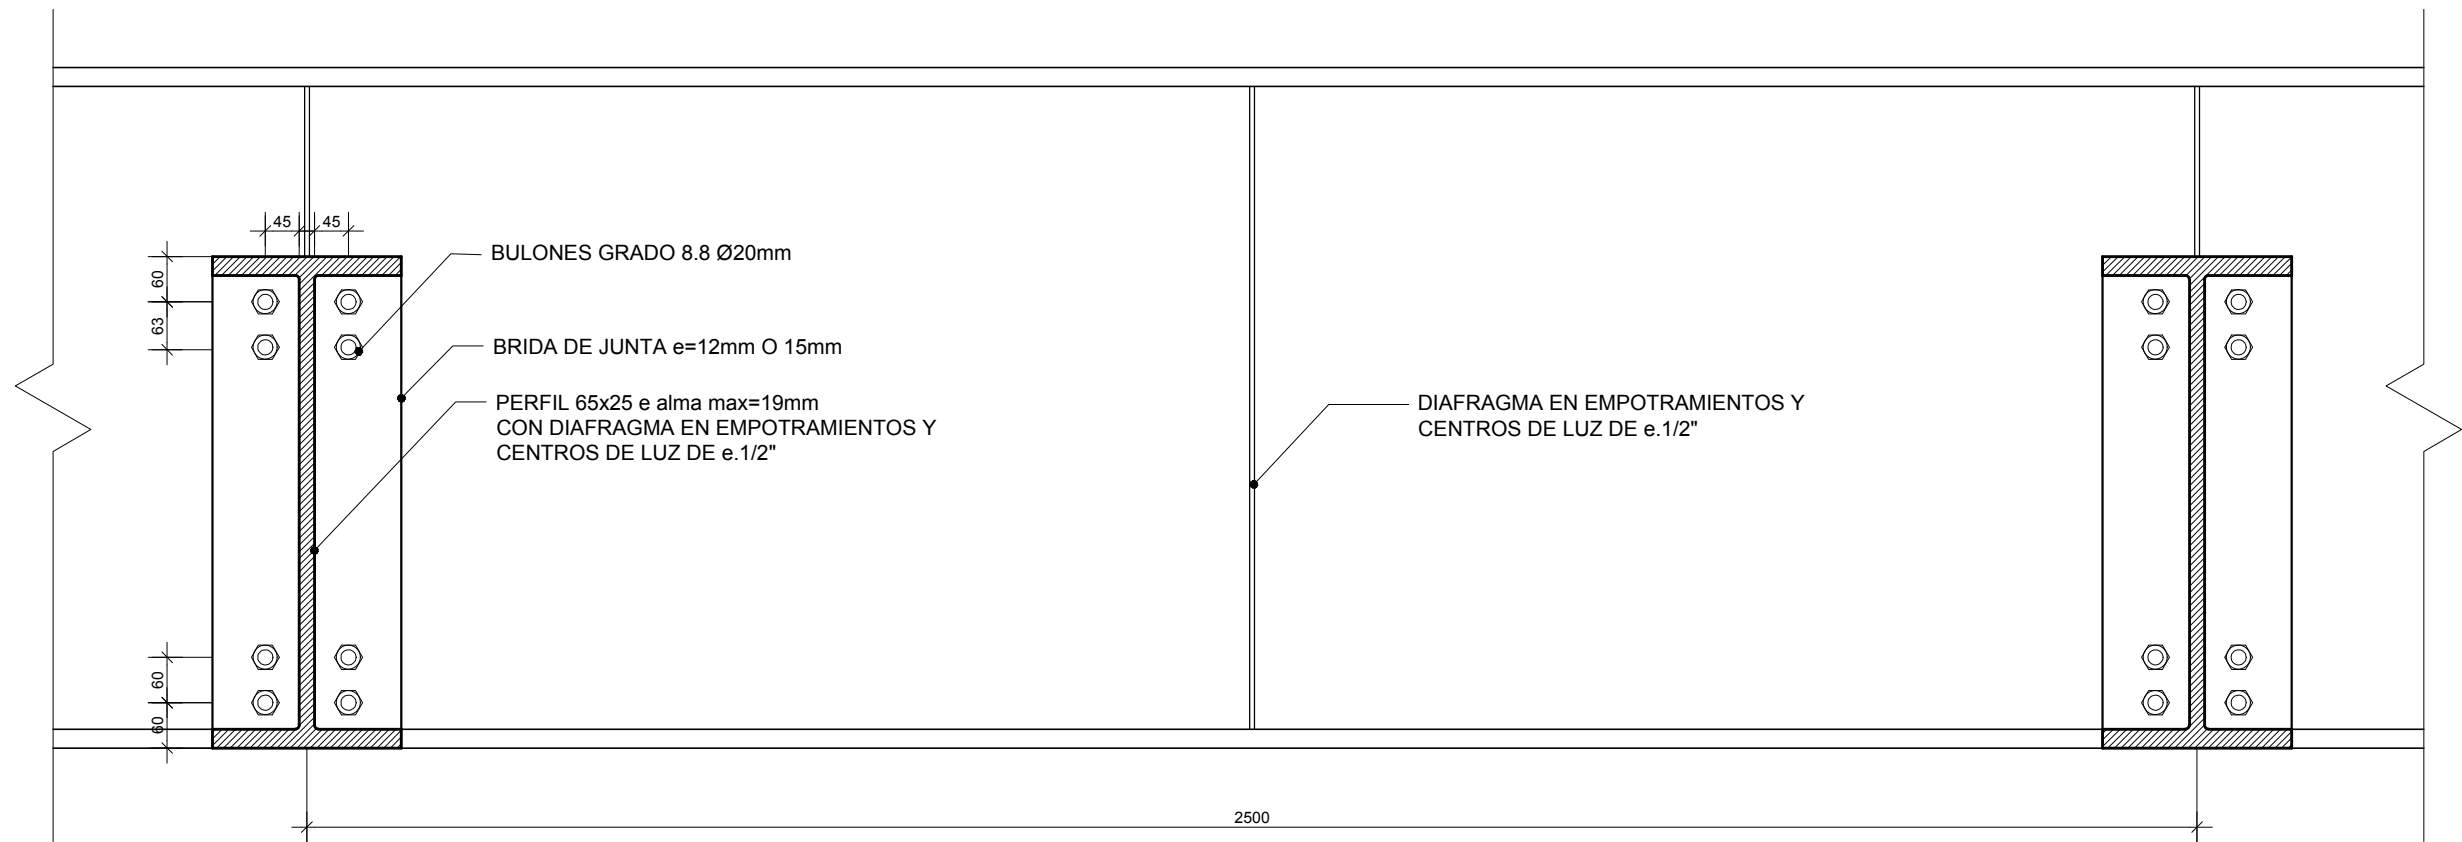 45
45
60
63
BULONES GRADO 8.8 Ø20mm
BRIDA DE JUNTA e=12mm O 15mm
PERFIL 65x25 e alma max=19mm
CON DIAFRAGMA EN EMPOTRAMIENTOS Y
CENTROS DE LUZ DE e.1/2"
DIAFRAGMA EN EMPOTRAMIENTOS Y
CENTROS DE LUZ DE e.1/2"
60
60
2500